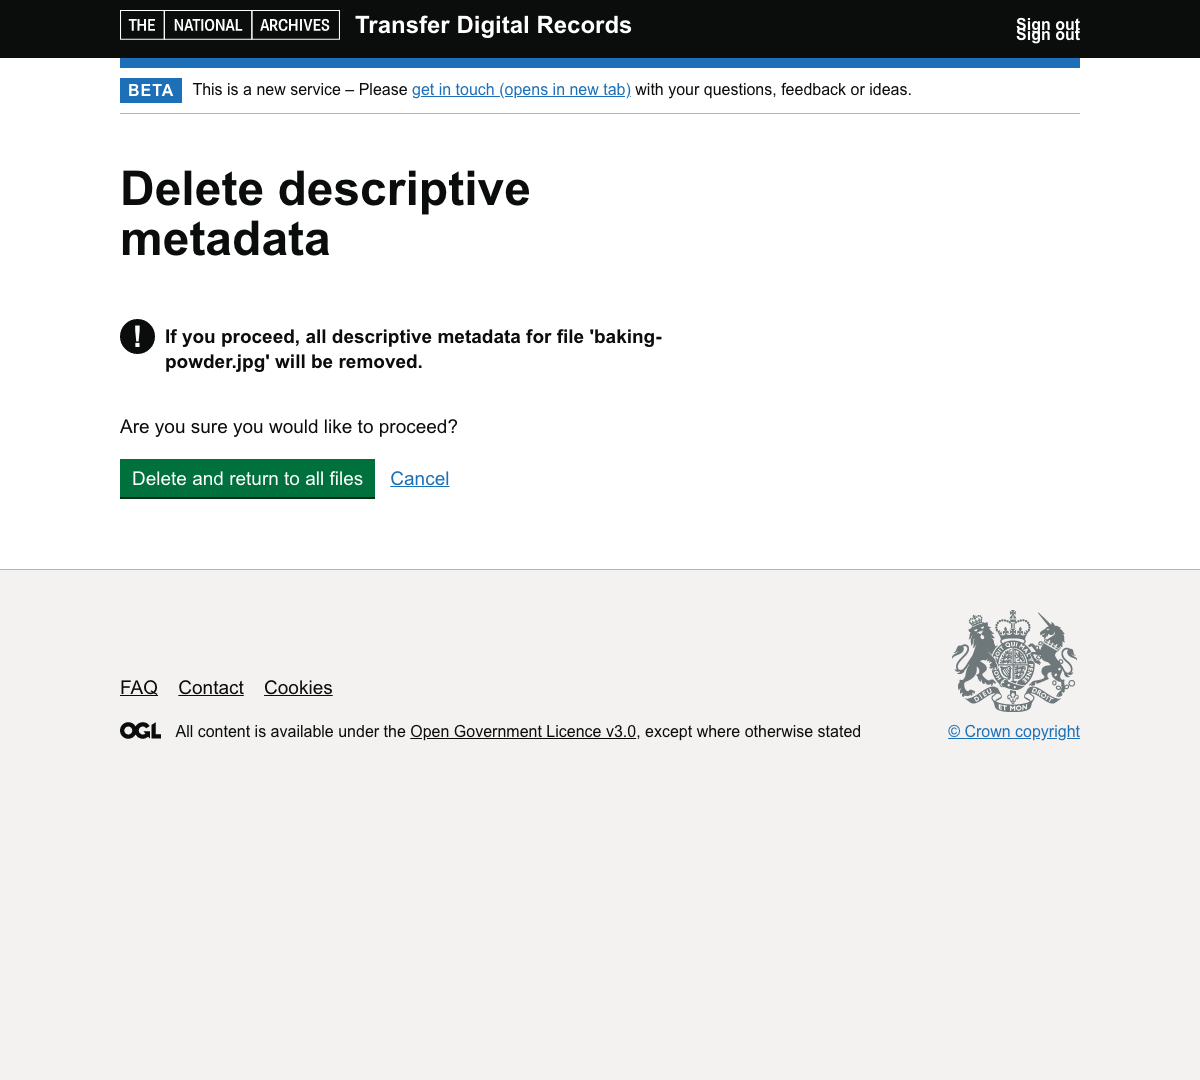 THE NATIONAL ARCHIVES Transfer Digital Records
Sign out
Sign out
BETA This is a new service – Please get in touch (opens in new tab) with your questions, feedback or ideas.
Delete descriptive
metadata
! If you proceed, all descriptive metadata for file 'baking-
powder.jpg' will be removed.
Are you sure you would like to proceed?
Delete and return to all files Cancel
DIEU ET MON DROIT
FAQ Contact Cookies
OGL All content is available under the Open Government Licence v3.0, except where otherwise stated
© Crown copyright